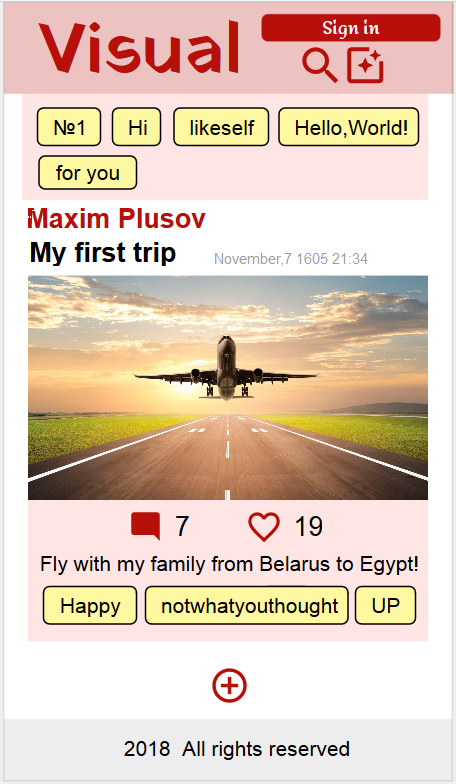 Visual
Sign in
№1 Hi likeself Hello,World!
for you
Maxim Plusov
My first trip November,7 1605 21:34
7 19
Fly with my family from Belarus to Egypt!
Happy notwhatyouthought UP
2018 All rights reserved